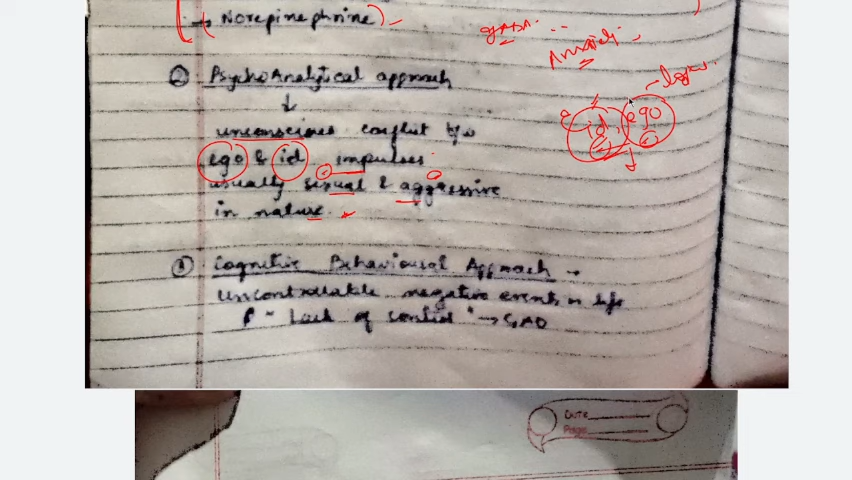 → Norepinephrine)
Anxiety
② PsychoAnalytical approach
↓
unconscious conflict b/w
ego & id impulses
usually sexual & aggressive
in nature.
id ego
③ Cognitive Behavioural Approach →
uncontrollable negative events in life
"Lack of control" → GAD
Date
Page